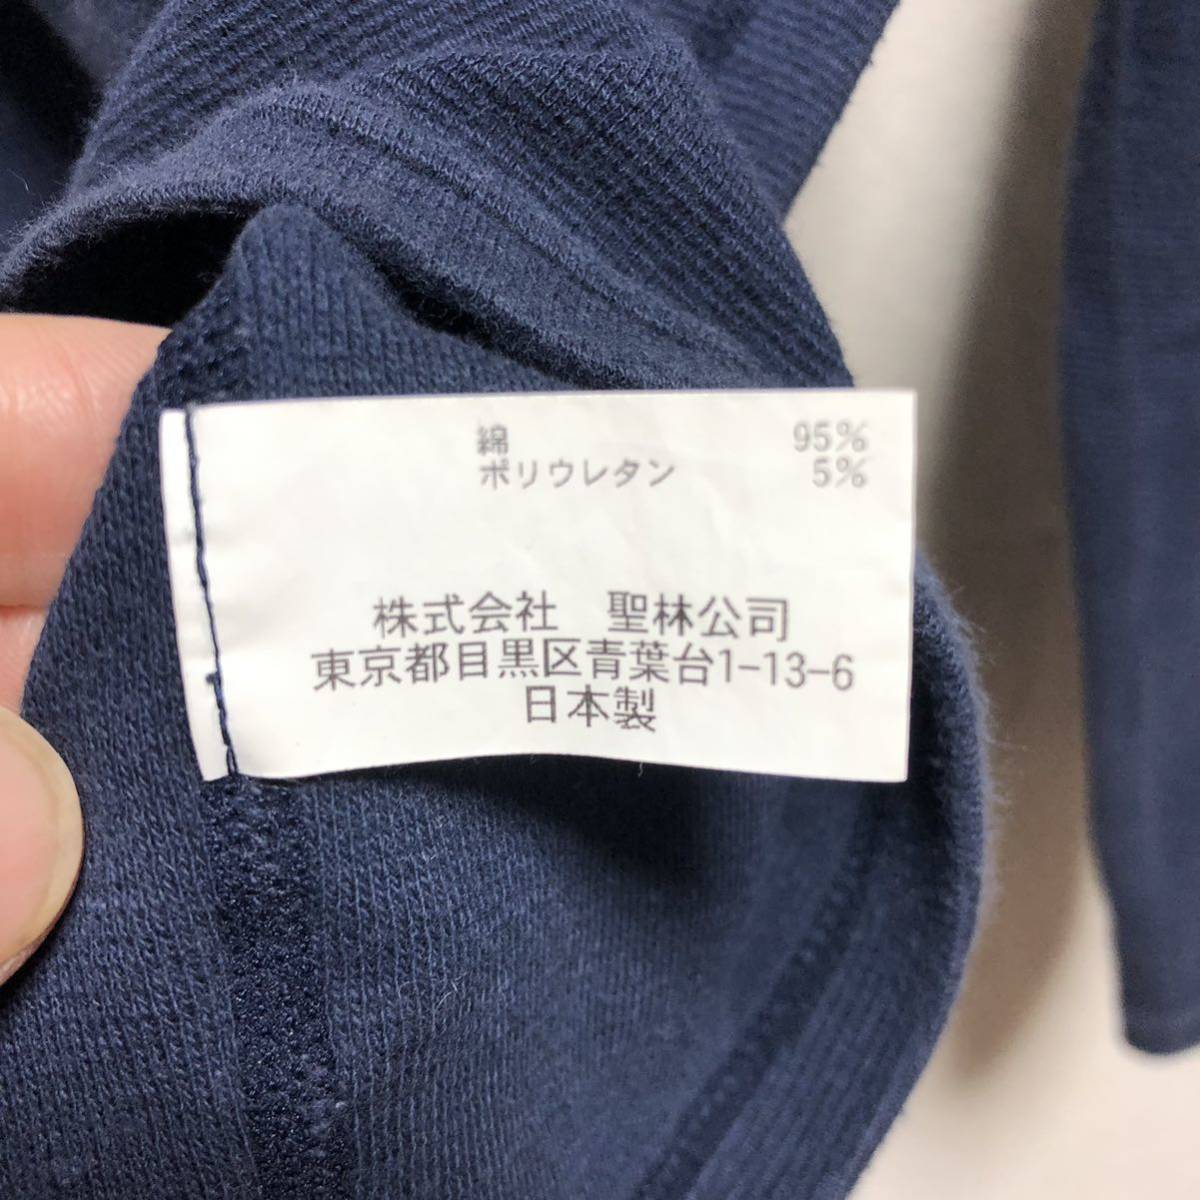 綿 95%
ポリウレタン 5%
株式会社 聖林公司
東京都目黒区青葉台1-13-6
日本製